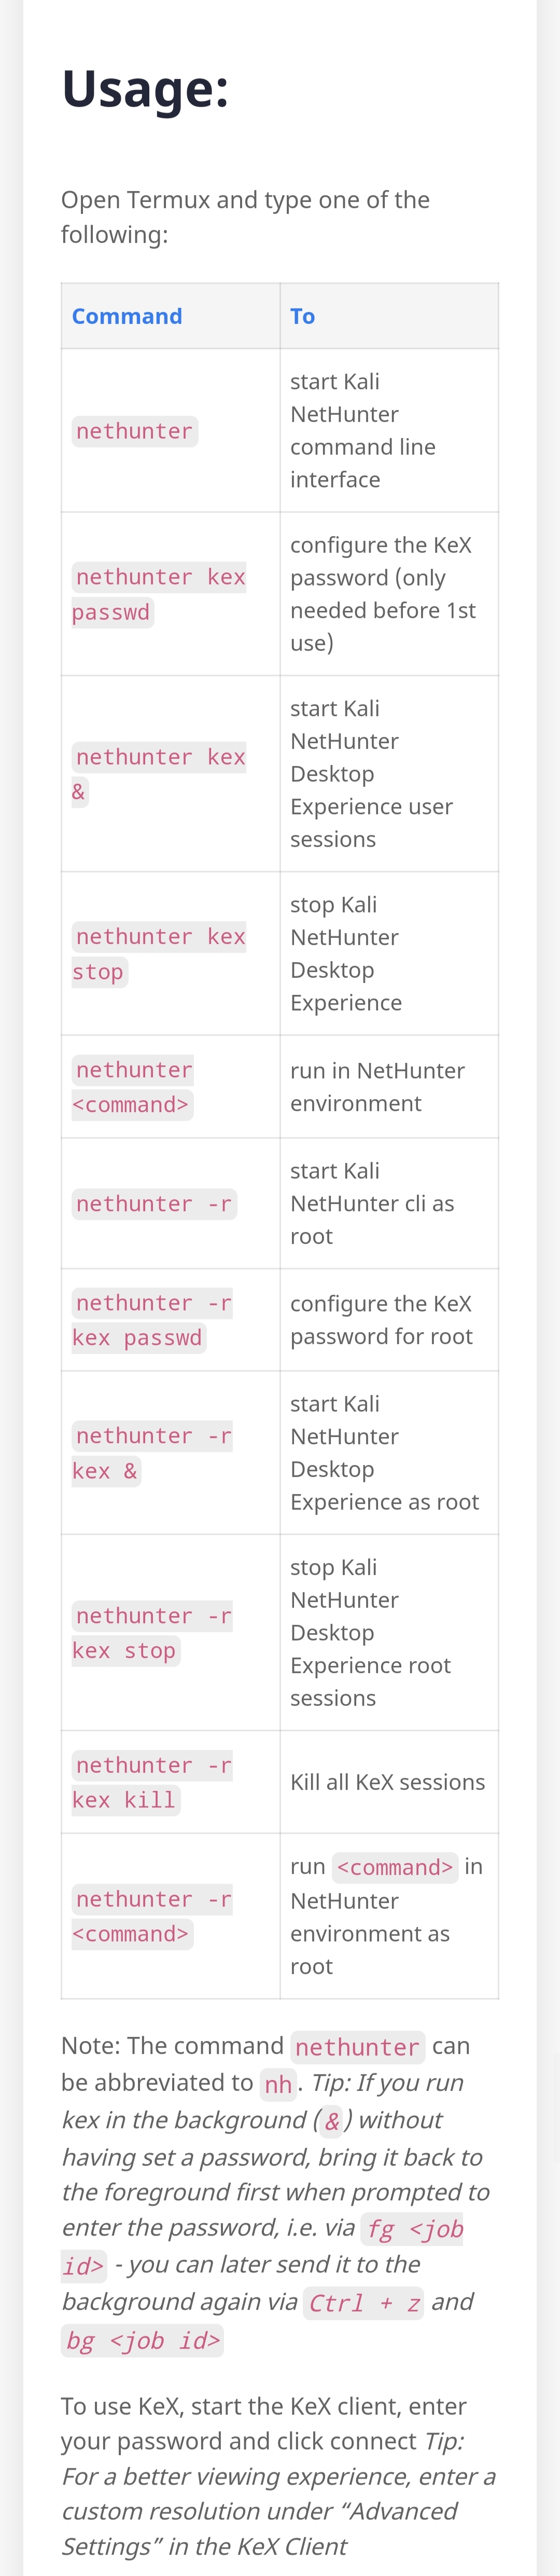 Usage:
Open Termux and type one of the
following:
Command To
nethunter
start Kali
NetHunter
command line
interface
nethunter kex
passwd
configure the KeX
password (only
needed before 1st
use)
nethunter kex
&
start Kali
NetHunter
Desktop
Experience user
sessions
nethunter kex
stop
stop Kali
NetHunter
Desktop
Experience
nethunter
<command>
run in NetHunter
environment
nethunter -r
start Kali
NetHunter cli as
root
nethunter -r
kex passwd
configure the KeX
password for root
nethunter -r
kex &
start Kali
NetHunter
Desktop
Experience as root
nethunter -r
kex stop
stop Kali
NetHunter
Desktop
Experience root
sessions
nethunter -r
kex kill
Kill all KeX sessions
nethunter -r
<command>
run <command> in
NetHunter
environment as
root
Note: The command nethunter can
be abbreviated to nh. Tip: If you run
kex in the background (&) without
having set a password, bring it back to
the foreground first when prompted to
enter the password, i.e. via fg <job
id> - you can later send it to the
background again via Ctrl + z and
bg <job id>
To use KeX, start the KeX client, enter
your password and click connect Tip:
For a better viewing experience, enter a
custom resolution under “Advanced
Settings” in the KeX Client